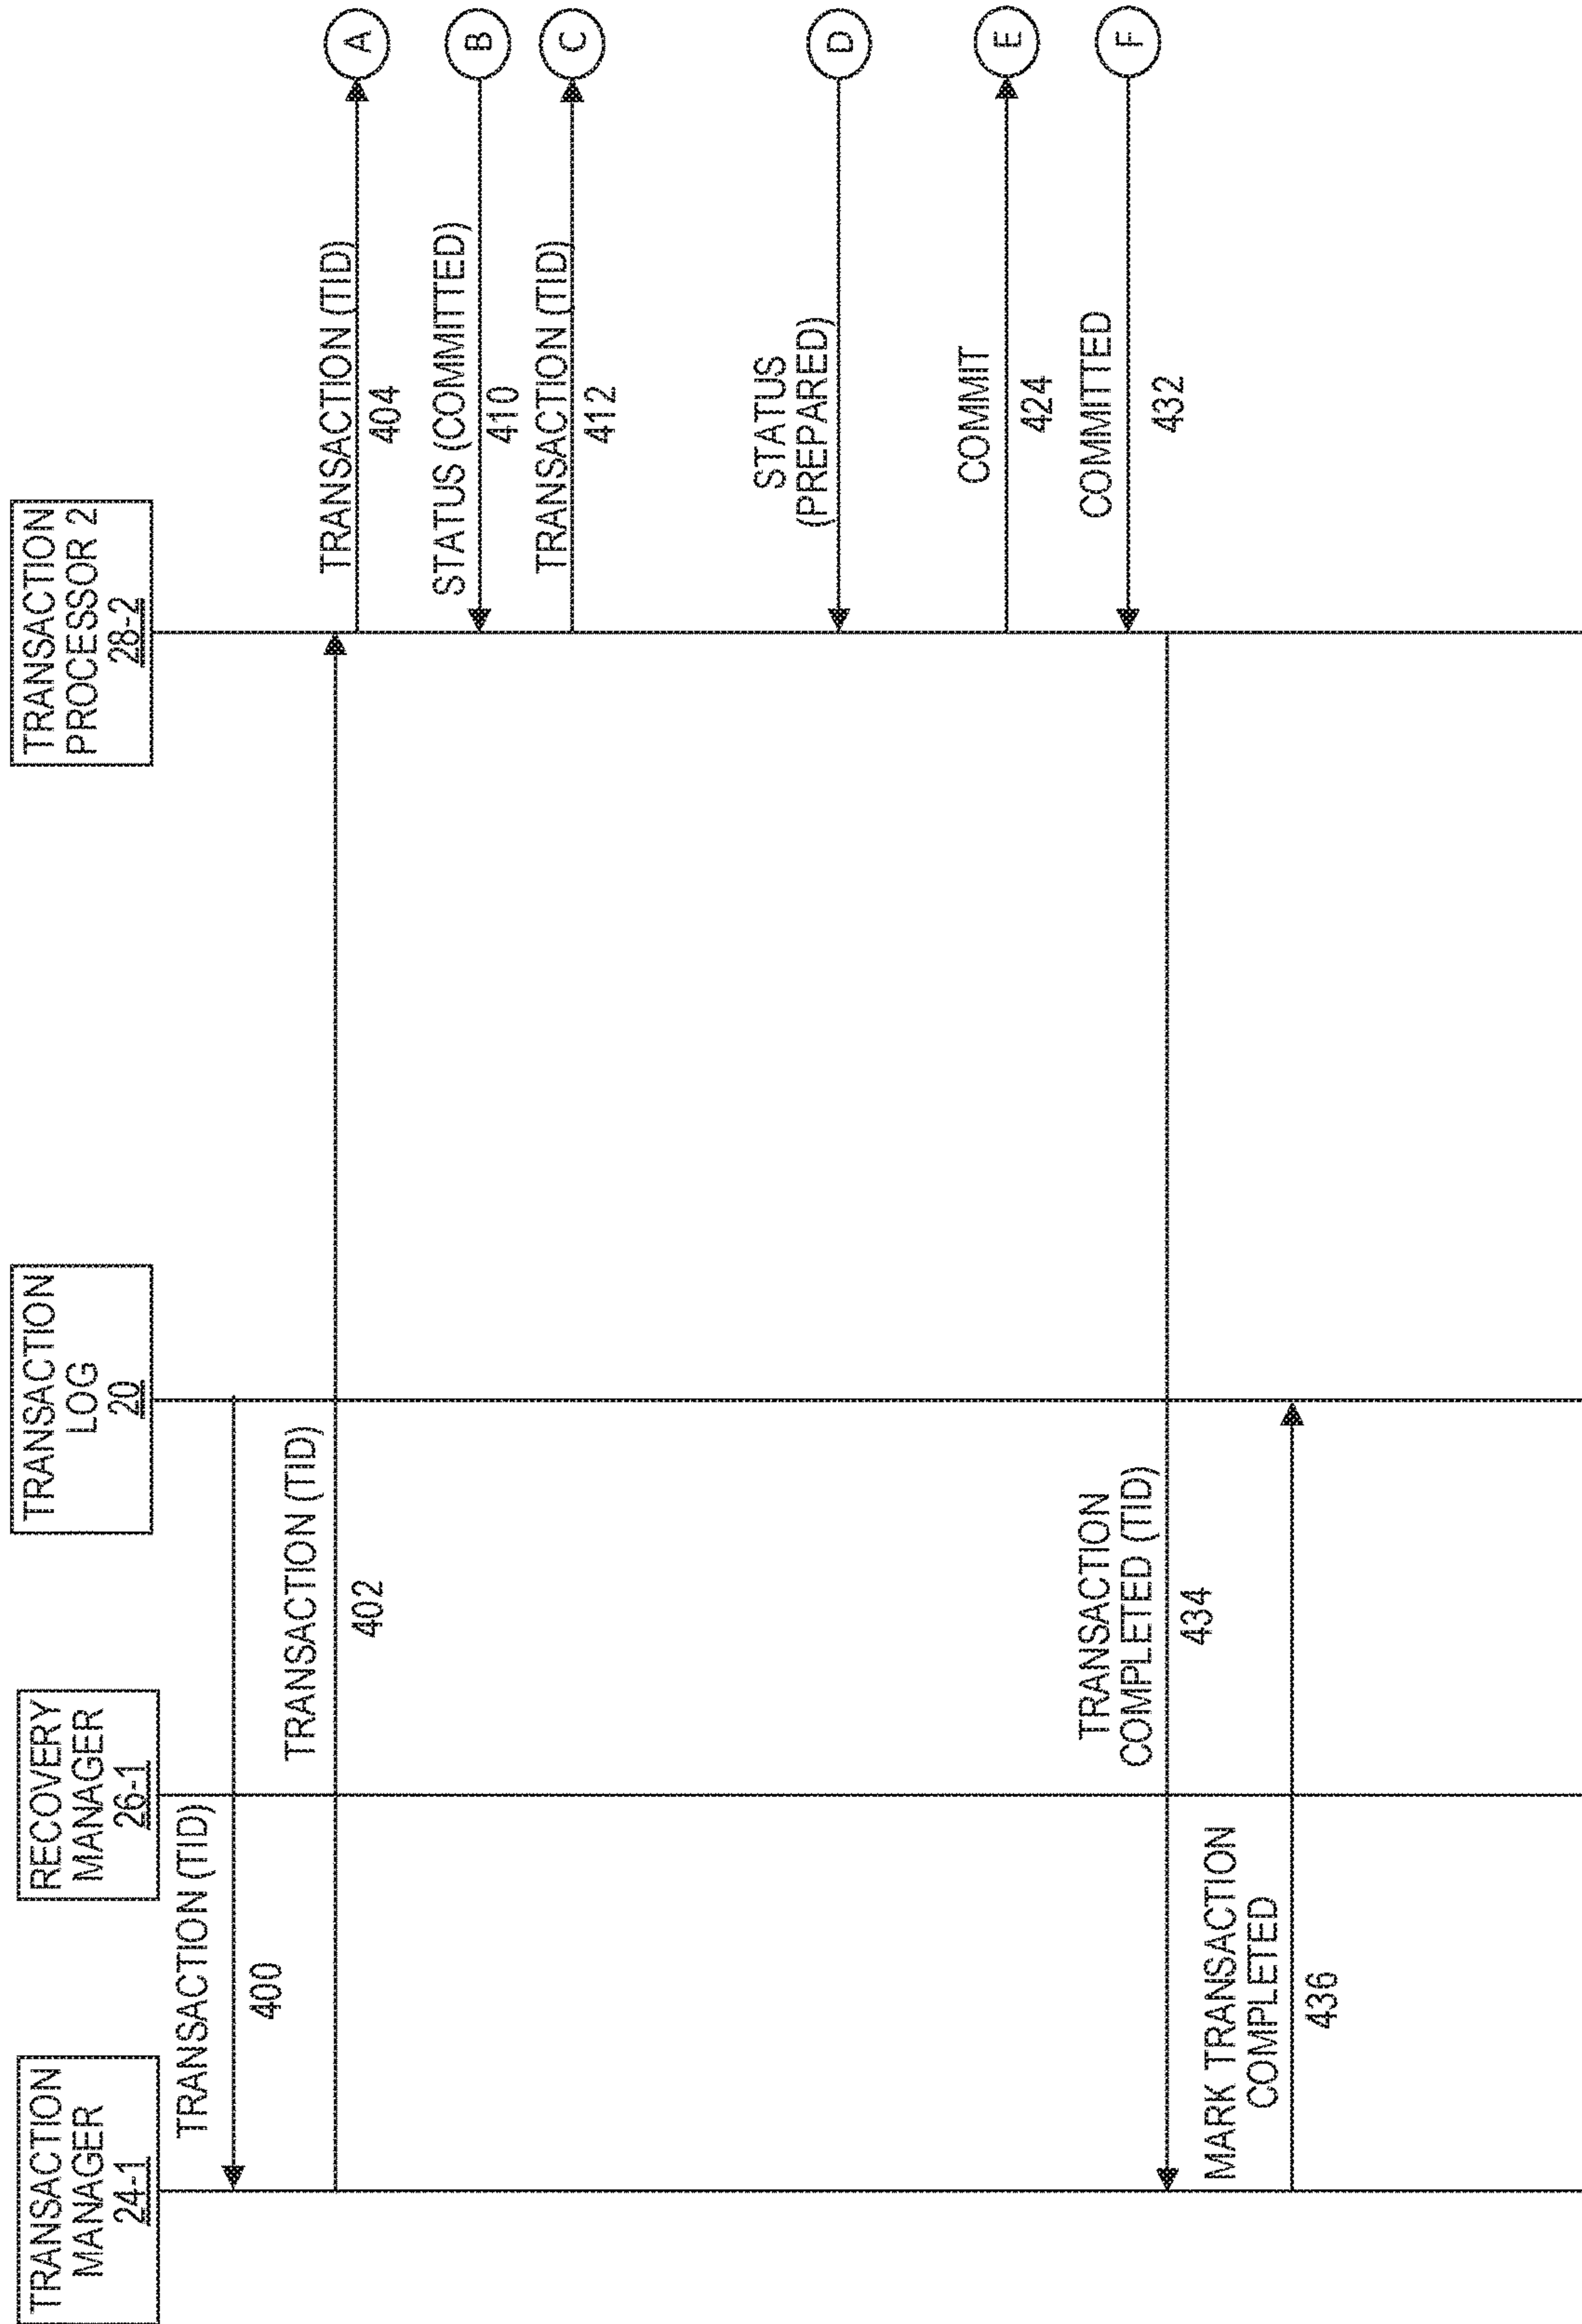 TRANSACTION
MANAGER
24-1
RECOVERY
MANAGER
26-1
TRANSACTION
LOG
20
TRANSACTION
PROCESSOR 2
28-2
TRANSACTION (TID)
400
TRANSACTION (TID)
402
TRANSACTION (TID)
404
A
STATUS (COMMITTED)
410
B
TRANSACTION (TID)
412
C
STATUS
(PREPARED)
D
COMMIT
424
E
COMMITTED
432
F
TRANSACTION
COMPLETED (TID)
434
MARK TRANSACTION
COMPLETED
436